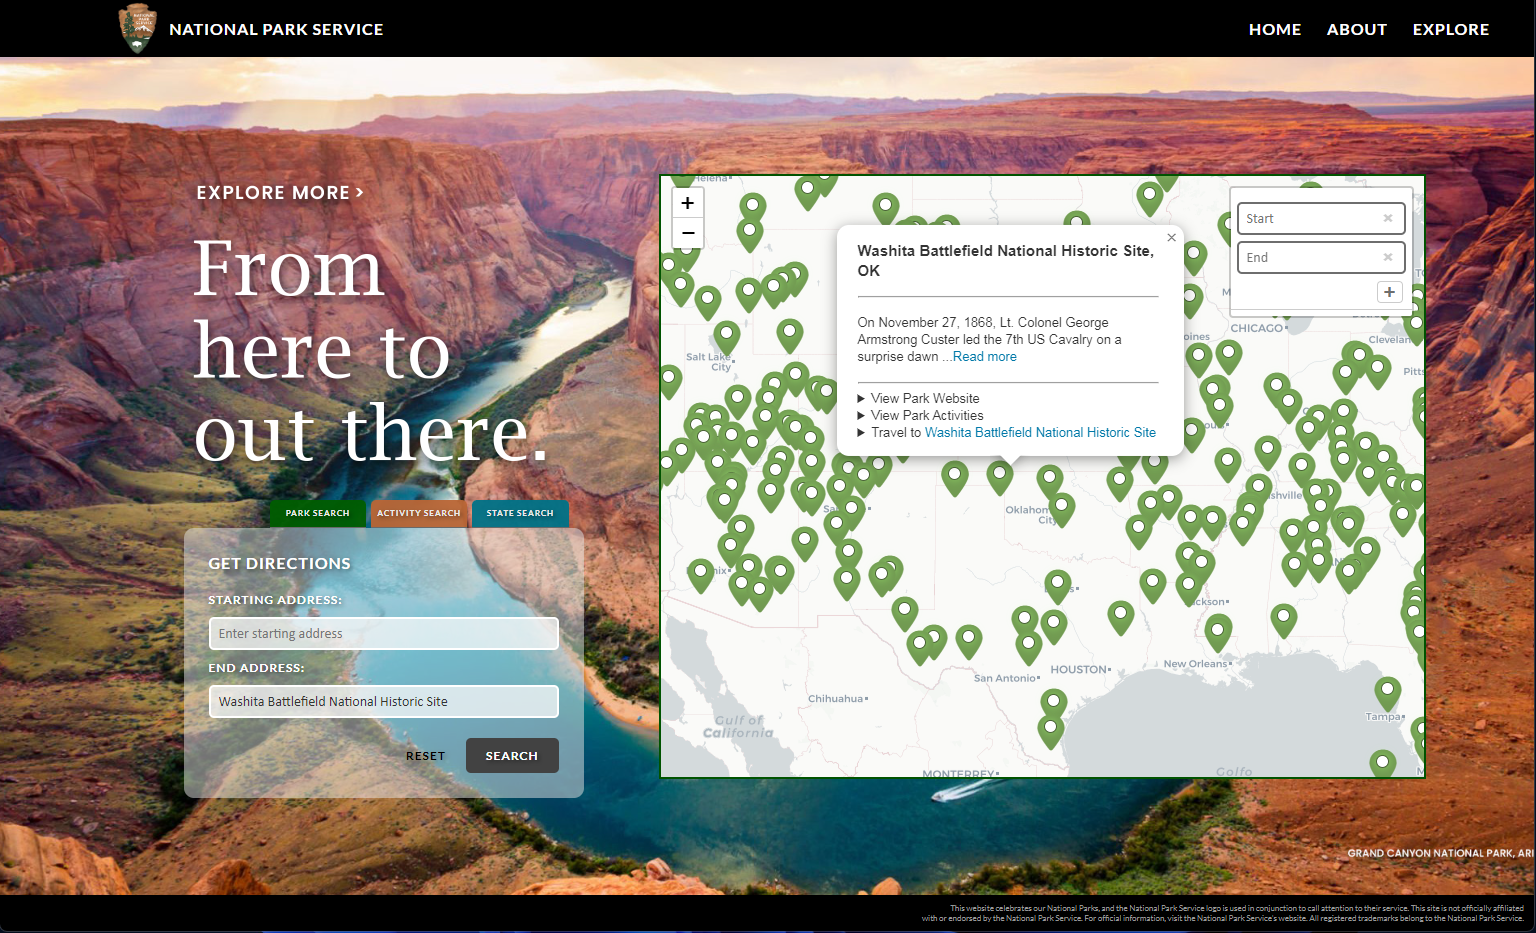 NATIONAL PARK SERVICE
HOME ABOUT EXPLORE
EXPLORE MORE >
From
here to
out there.
PARK SEARCH ACTIVITY SEARCH STATE SEARCH
GET DIRECTIONS
STARTING ADDRESS:
Enter starting address
END ADDRESS:
Washita Battlefield National Historic Site
RESET SEARCH
Helena
+
−
Washita Battlefield National Historic Site,
OK
×
On November 27, 1868, Lt. Colonel George
Armstrong Custer led the 7th US Cavalry on a
surprise dawn ...Read more
View Park Website
View Park Activities
Travel to Washita Battlefield National Historic Site
Start ×
End ×
+
CHICAGO
Clevelan
Pitts
Salt Lake
City
Oklahom
City
HOUSTON
San Antonio
New Orleans
Chihuahua
Gulf of
California
MONTERREY
Golfo
Tampa
GRAND CANYON NATIONAL PARK, ARI
This website celebrates our National Parks, and the National Park Service logo is used in conjunction to call attention to their service. This site is not officially affiliated
with or endorsed by the National Park Service. For official information, visit the National Park Service's website. All registered trademarks belong to the National Park Service.